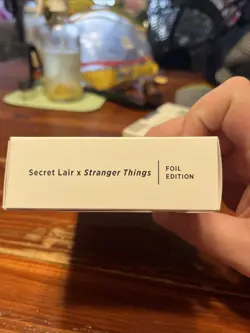 Secret Lair x Stranger Things
FOIL
EDITION